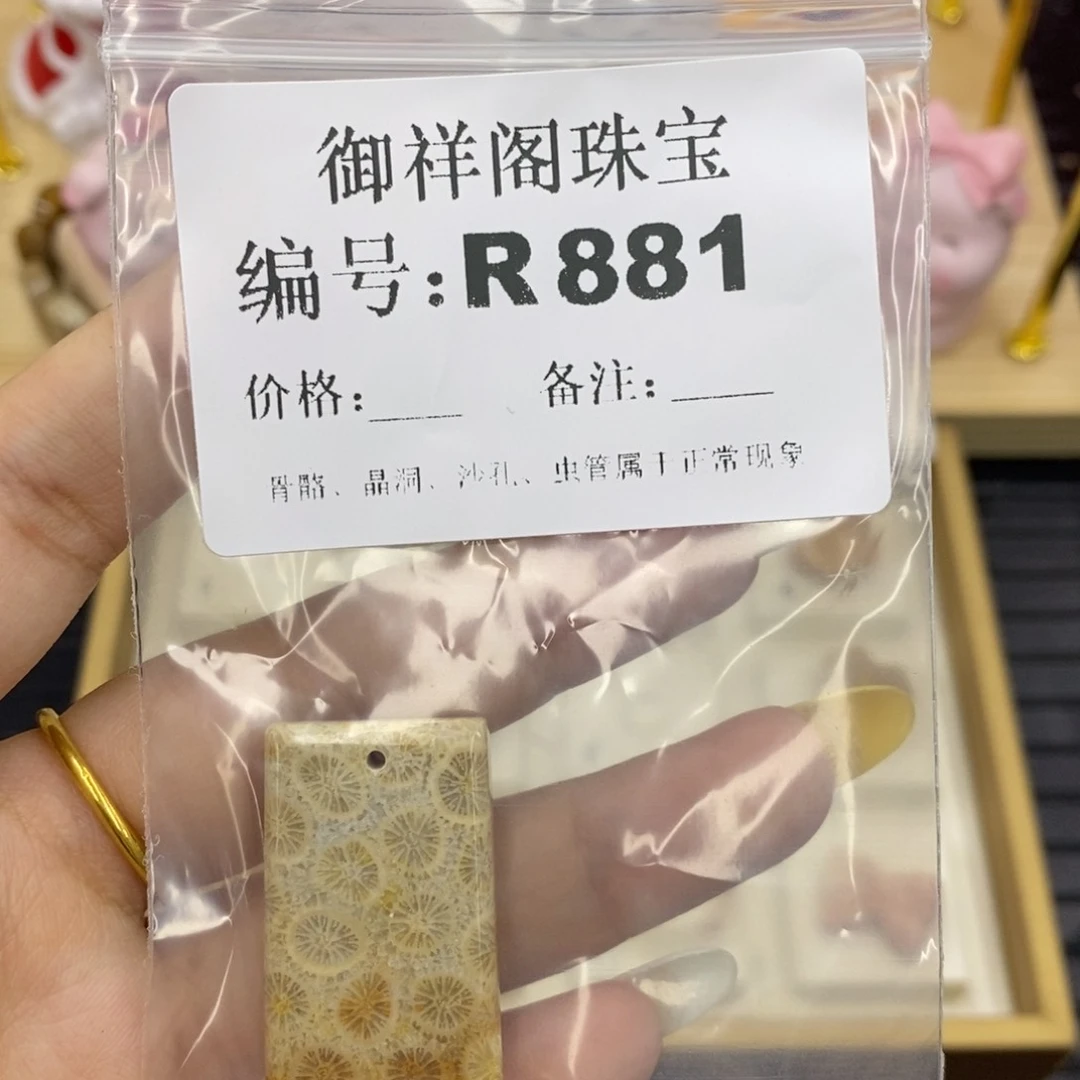 御祥阁珠宝
编号:R881
价格:____ 备注:____
骨骼、晶洞、沙孔、虫管属于正常现象